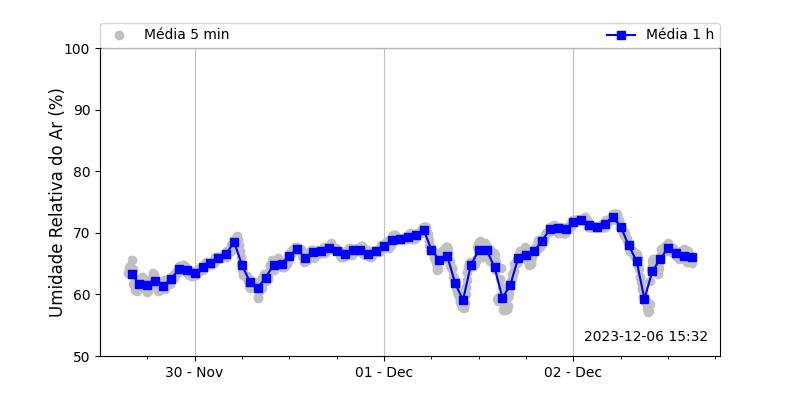 Média 5 min
Média 1 h
Umidade Relativa do Ar (%)
100
90
80
70
60
50
2023-12-06 15:32
30 - Nov
01 - Dec
02 - Dec